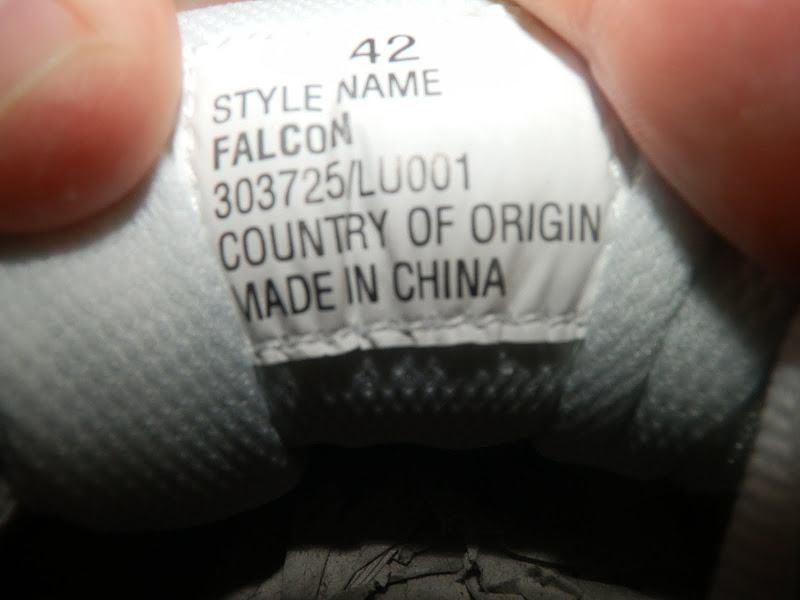 42
STYLE NAME
FALCON
303725/LU001
COUNTRY OF ORIGIN
MADE IN CHINA